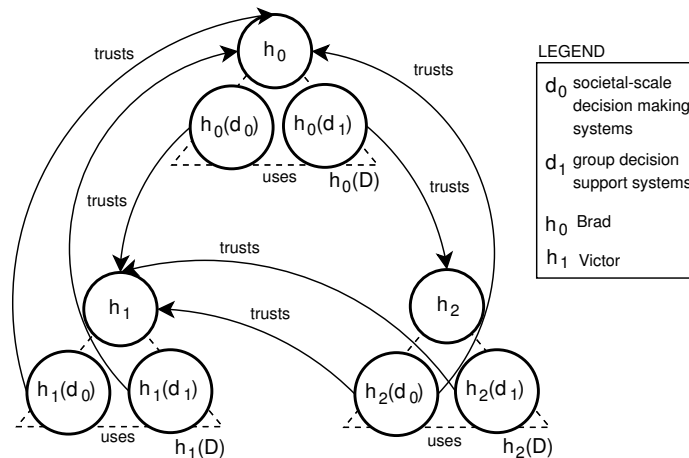 trusts
h₀
trusts
LEGEND
d₀ societal-scale
decision making
systems
d₁ group decision
support systems
h₀ Brad
h₁ Victor
h₀(d₀)
h₀(d₁)
uses
h₀(D)
trusts
trusts
trusts
trusts
h₁
h₂
h₁(d₀)
h₁(d₁)
uses
h₁(D)
h₂(d₀)
h₂(d₁)
uses
h₂(D)